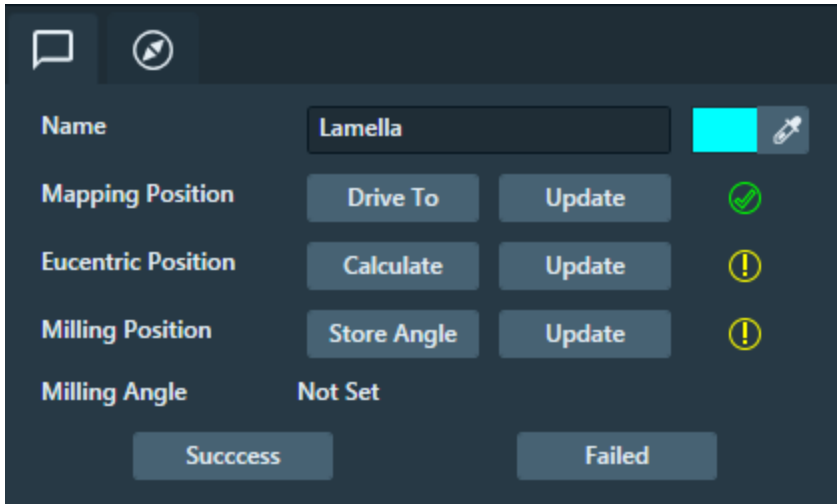 Name Lamella
Mapping Position Drive To Update
Eucentric Position Calculate Update
Milling Position Store Angle Update
Milling Angle Not Set
Succcess Failed